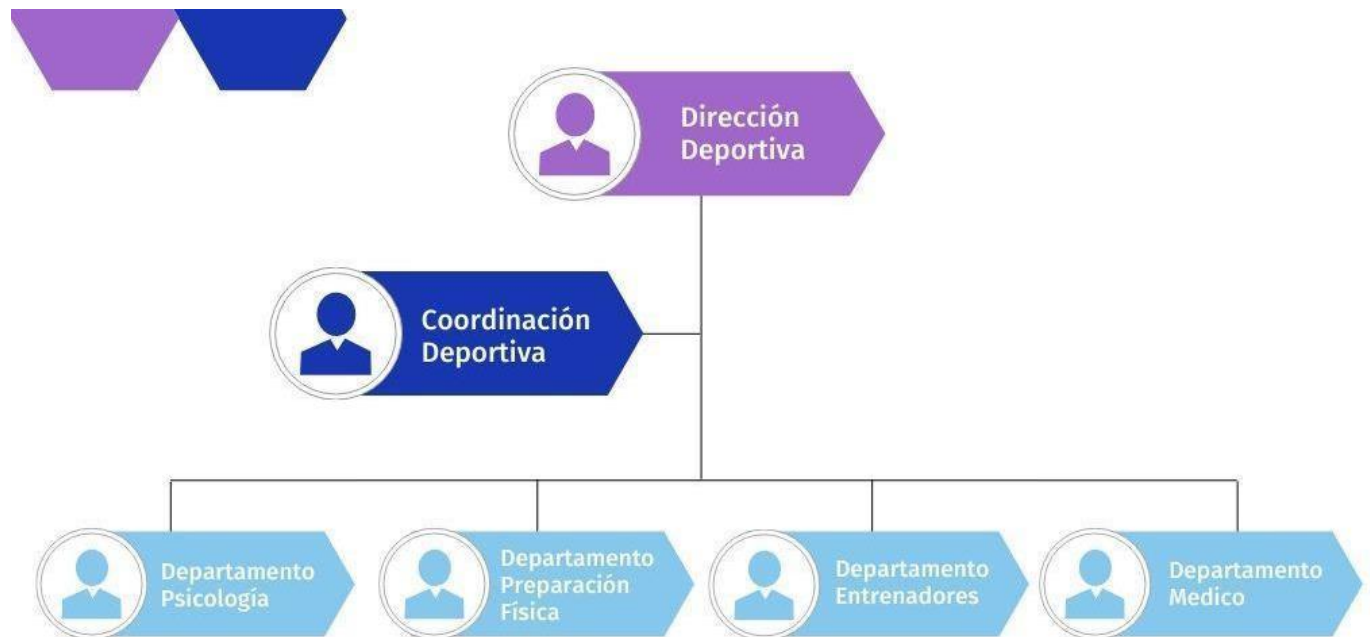 Dirección
Deportiva
Coordinación
Deportiva
Departamento
Psicología
Departamento
Preparación
Física
Departamento
Entrenadores
Departamento
Medico